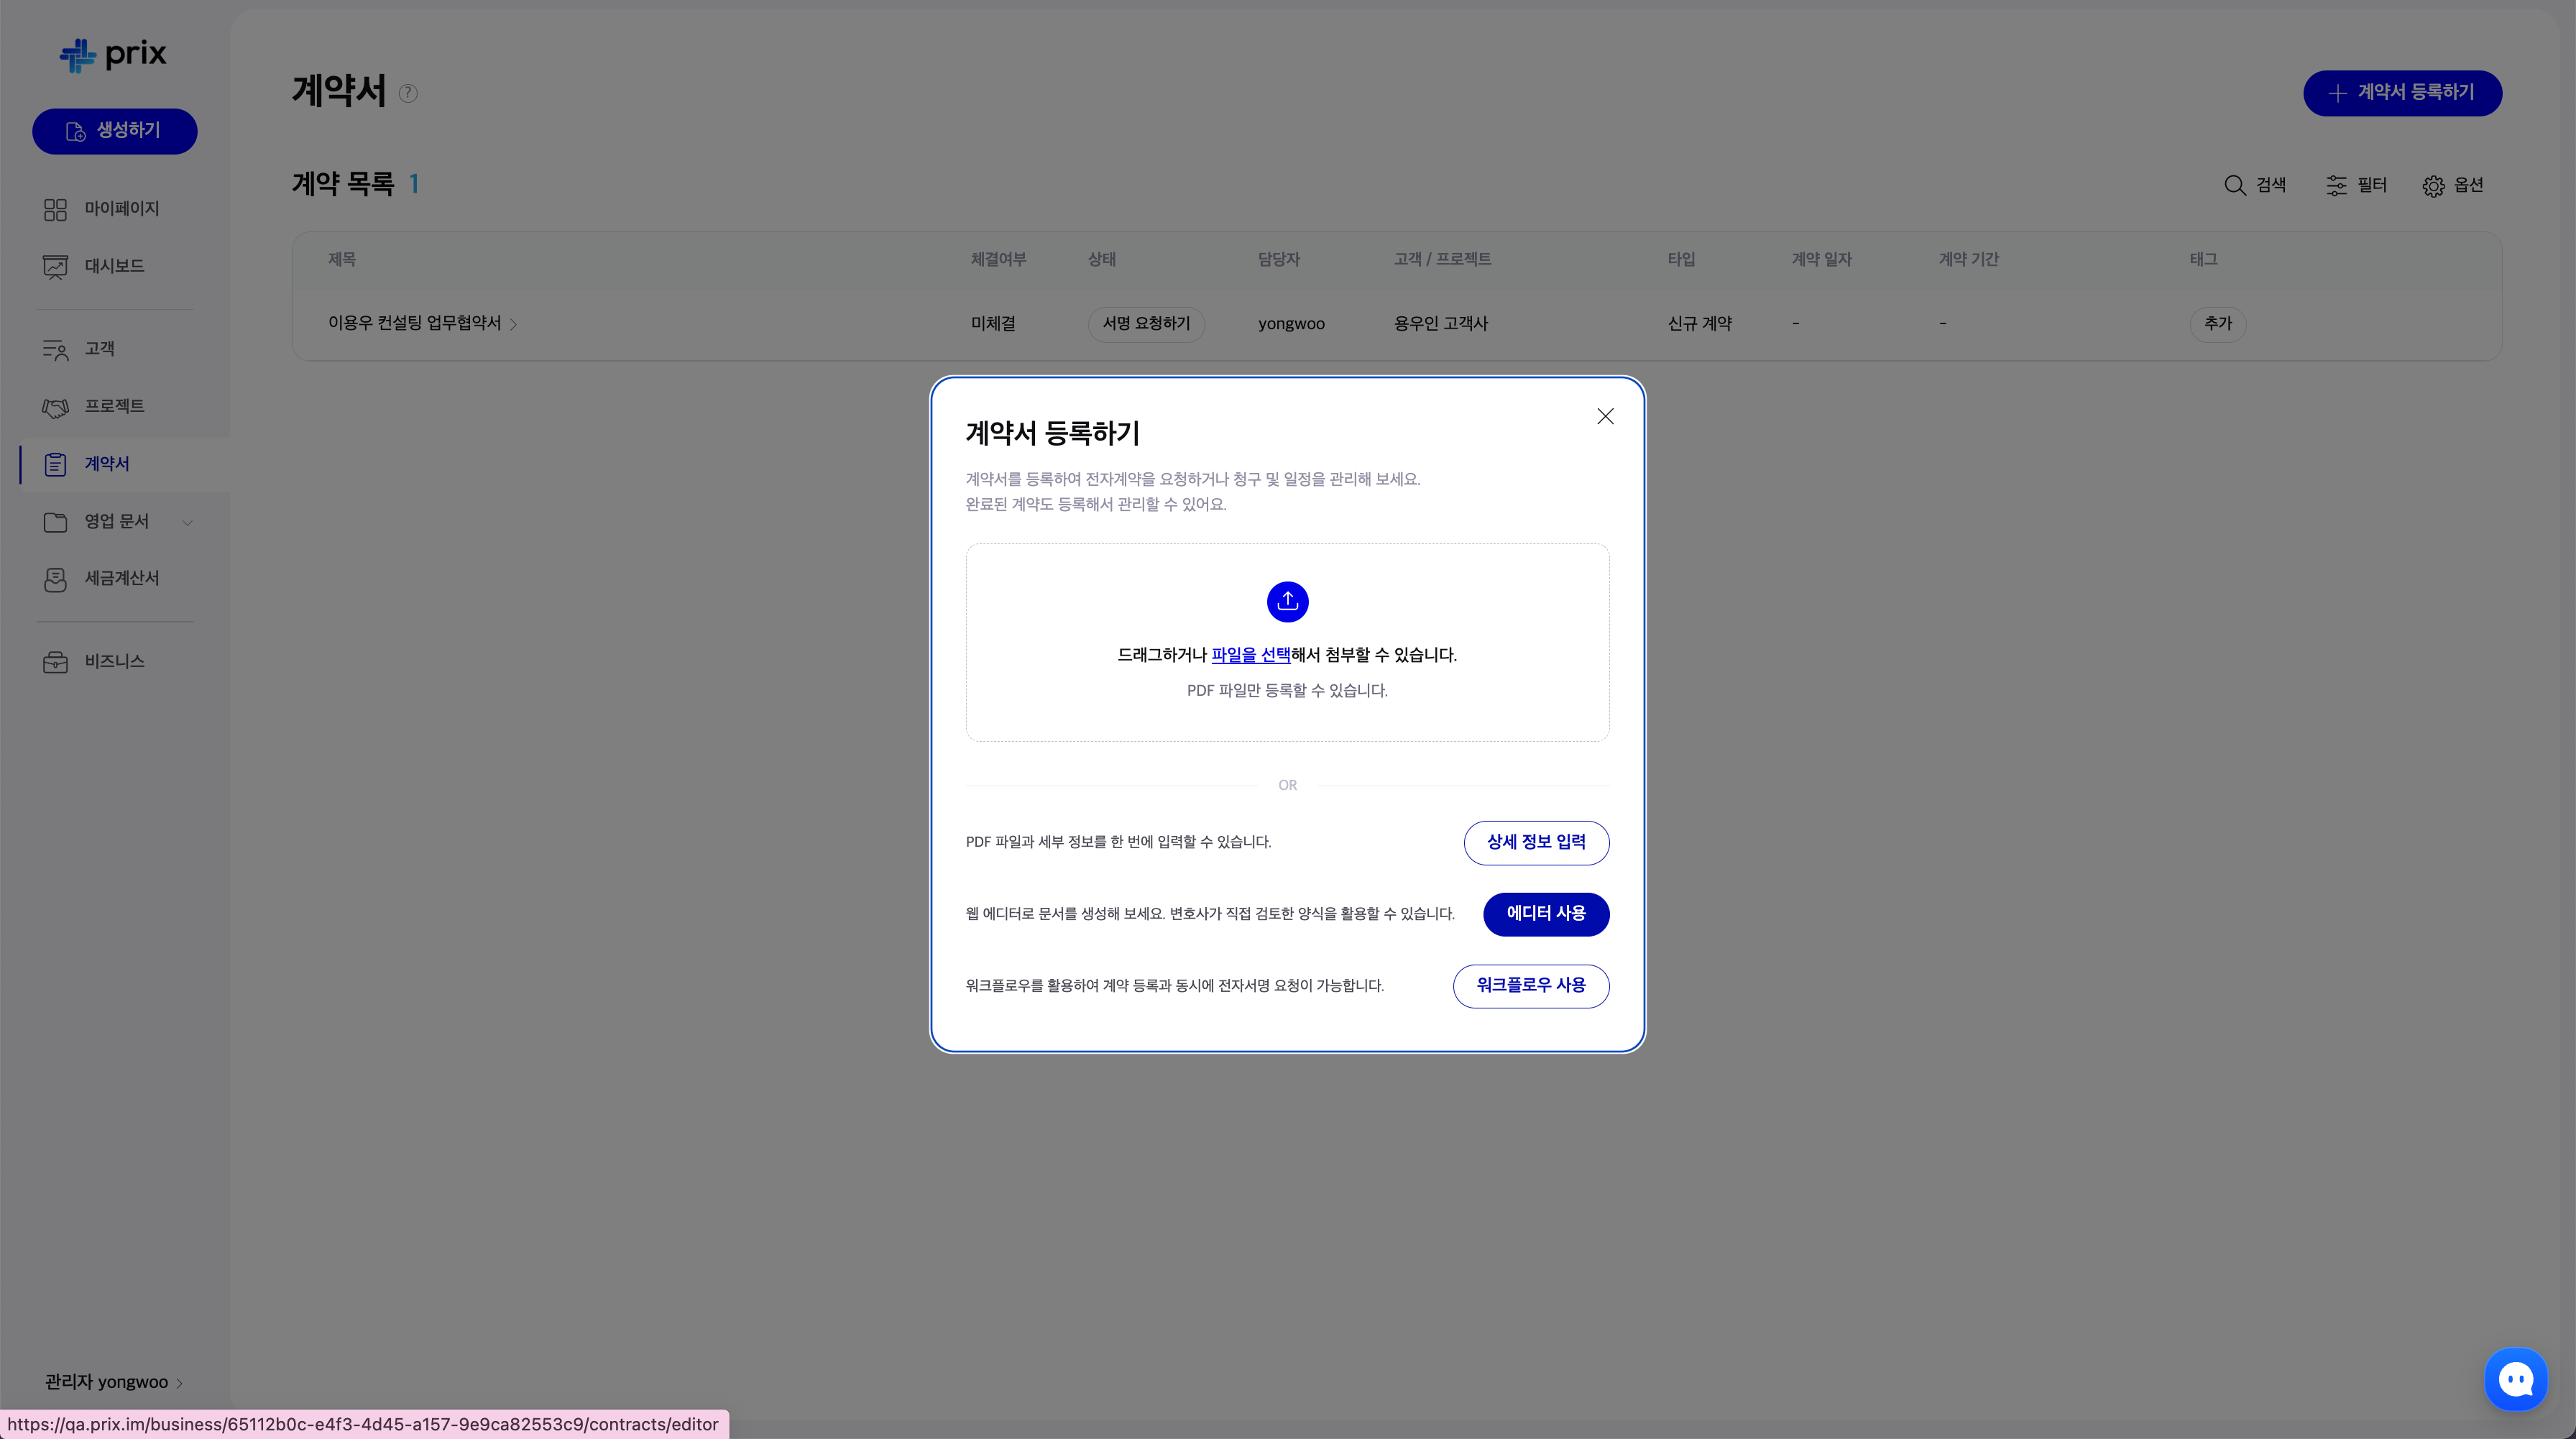 prix
생성하기
마이페이지
대시보드
고객
프로젝트
계약서
영업 문서
세금계산서
비즈니스
관리자 yongwoo
계약서 ?
계약서 등록하기
계약 목록 1
검색 필터 옵션
제목 체결여부 상태 담당자 고객 / 프로젝트 타입 계약 일자 계약 기간 태그
이용우 컨설팅 업무협약서 미체결 서명 요청하기 yongwoo 용우인 고객사 신규 계약 - - 추가
계약서 등록하기
계약서를 등록하여 전자계약을 요청하거나 청구 및 일정을 관리해 보세요.
완료된 계약도 등록해서 관리할 수 있어요.
드래그하거나 파일을 선택해서 첨부할 수 있습니다.
PDF 파일만 등록할 수 있습니다.
OR
PDF 파일과 세부 정보를 한 번에 입력할 수 있습니다. 상세 정보 입력
웹 에디터로 문서를 생성해 보세요. 변호사가 직접 검토한 양식을 활용할 수 있습니다. 에디터 사용
워크플로우를 활용하여 계약 등록과 동시에 전자서명 요청이 가능합니다. 워크플로우 사용
https://qa.prix.im/business/65112b0c-e4f3-4d45-a157-9e9ca82553c9/contracts/editor